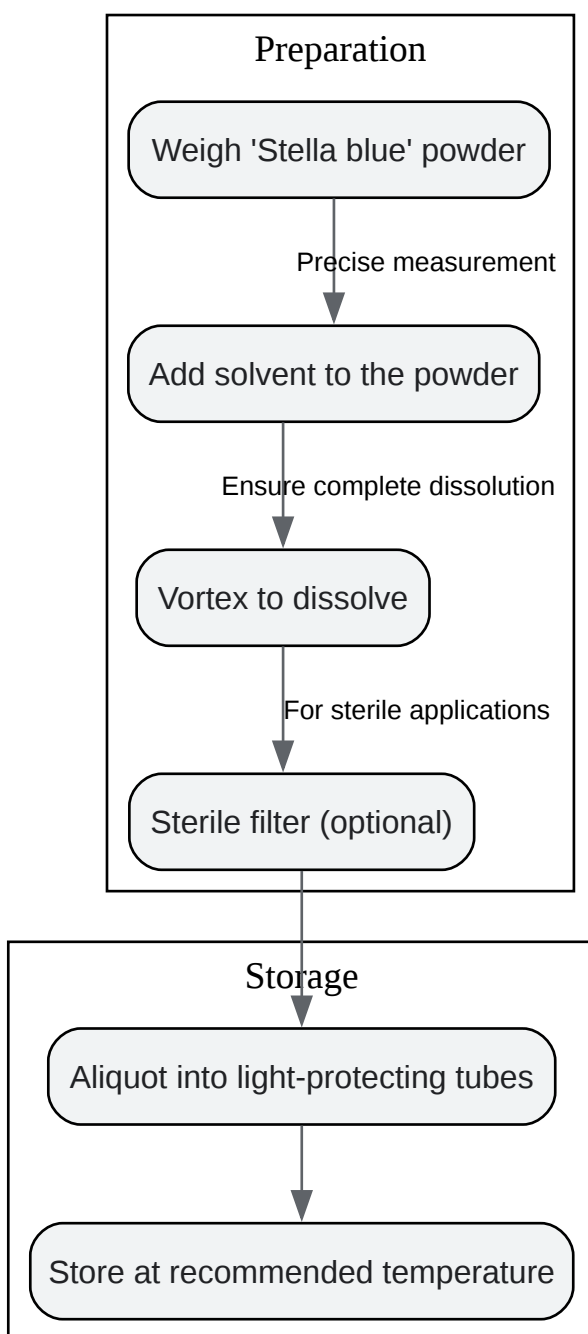 Preparation
Weigh 'Stella blue' powder
Precise measurement
Add solvent to the powder
Ensure complete dissolution
Vortex to dissolve
For sterile applications
Sterile filter (optional)
Storage
Aliquot into light-protecting tubes
Store at recommended temperature